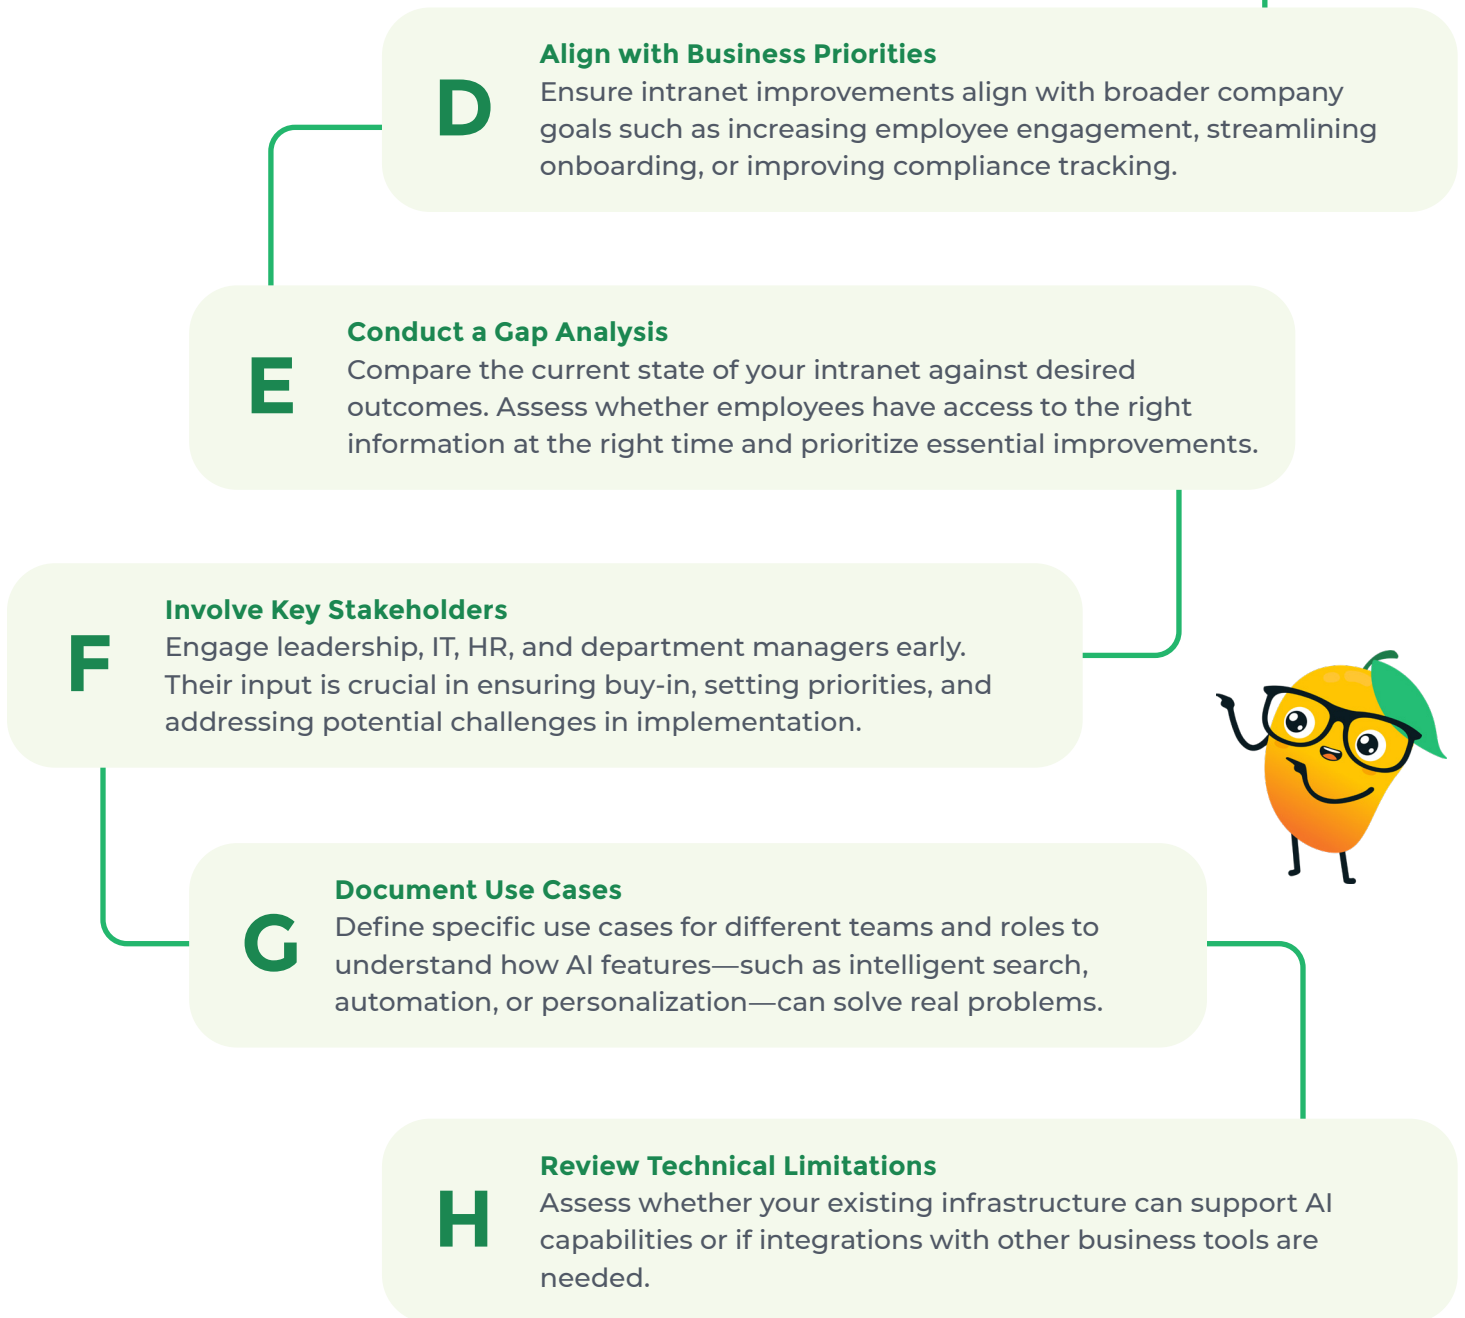 D
Align with Business Priorities
Ensure intranet improvements align with broader company
goals such as increasing employee engagement, streamlining
onboarding, or improving compliance tracking.
E
Conduct a Gap Analysis
Compare the current state of your intranet against desired
outcomes. Assess whether employees have access to the right
information at the right time and prioritize essential improvements.
F
Involve Key Stakeholders
Engage leadership, IT, HR, and department managers early.
Their input is crucial in ensuring buy-in, setting priorities, and
addressing potential challenges in implementation.
G
Document Use Cases
Define specific use cases for different teams and roles to
understand how AI features—such as intelligent search,
automation, or personalization—can solve real problems.
H
Review Technical Limitations
Assess whether your existing infrastructure can support AI
capabilities or if integrations with other business tools are
needed.